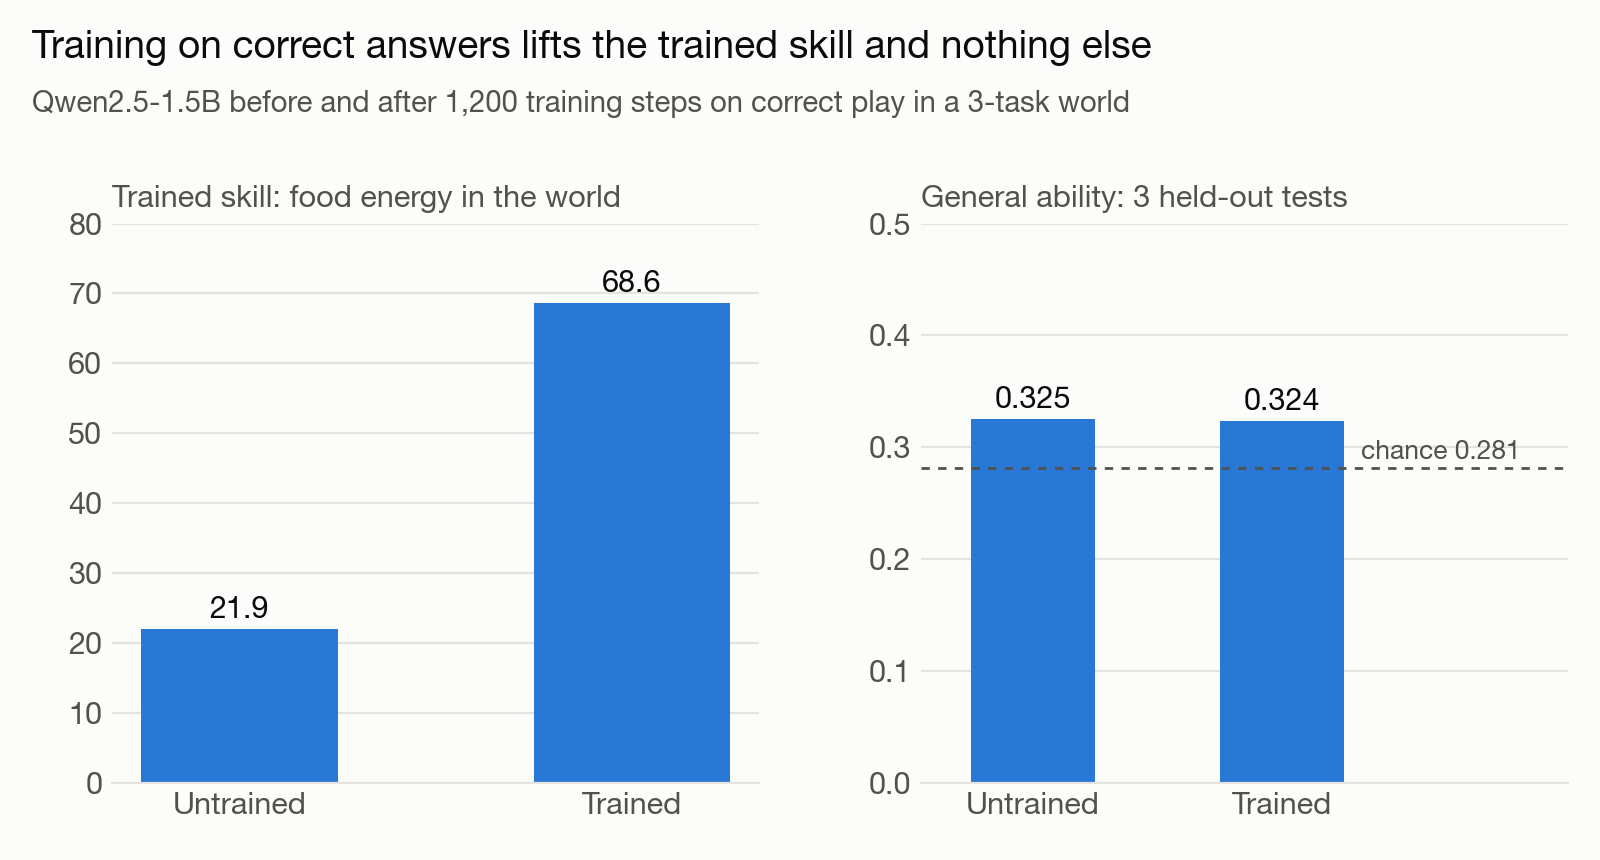 Training on correct answers lifts the trained skill and nothing else
Qwen2.5-1.5B before and after 1,200 training steps on correct play in a 3-task world
Trained skill: food energy in the world
80
70
60
50
40
30
20
10
0
21.9
68.6
Untrained
Trained
General ability: 3 held-out tests
0.5
0.4
0.3
0.2
0.1
0.0
0.325
0.324
chance 0.281
Untrained
Trained